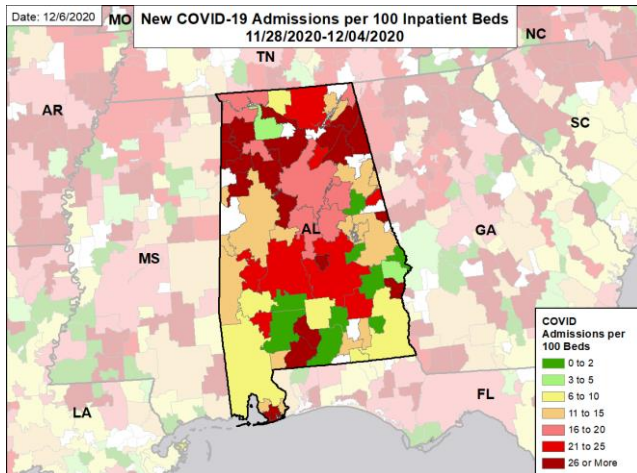 Date: 12/6/2020
New COVID-19 Admissions per 100 Inpatient Beds
11/28/2020-12/04/2020
MO
TN
NC
AR
SC
AL
MS
GA
LA
FL
COVID
Admissions per
100 Beds
0 to 2
3 to 5
6 to 10
11 to 15
16 to 20
21 to 25
26 or More